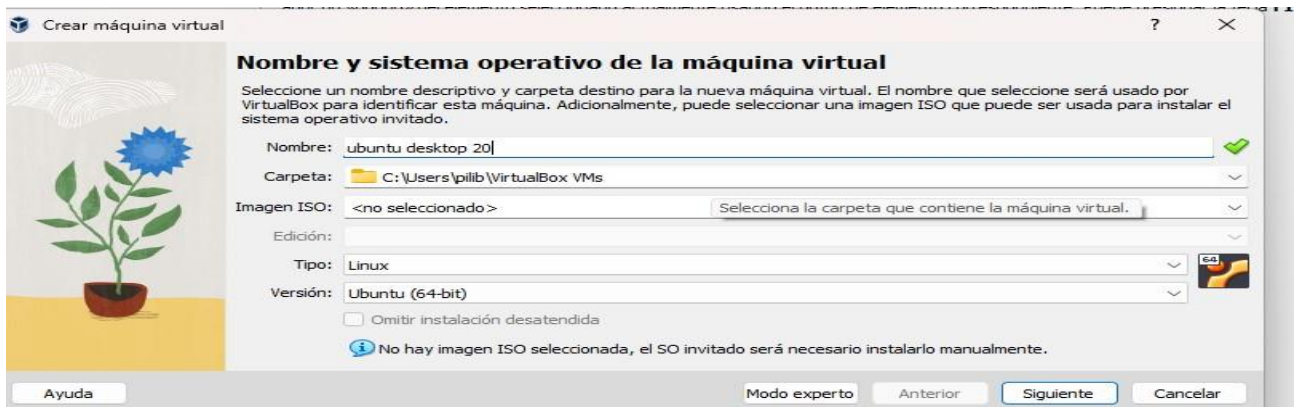 Crear máquina virtual
?
Nombre y sistema operativo de la máquina virtual
Seleccione un nombre descriptivo y carpeta destino para la nueva máquina virtual. El nombre que seleccione será usado por
VirtualBox para identificar esta máquina. Adicionalmente, puede seleccionar una imagen ISO que puede ser usada para instalar el
sistema operativo invitado.
Nombre: ubuntu desktop 20
Carpeta: C:\Users\pilib\VirtualBox VMs
Imagen ISO: <no seleccionado> Selecciona la carpeta que contiene la máquina virtual.
Edición:
Tipo: Linux
64
Versión: Ubuntu (64-bit)
Omitir instalación desatendida
No hay imagen ISO seleccionada, el SO invitado será necesario instalarlo manualmente.
Ayuda Modo experto Anterior Siguiente Cancelar